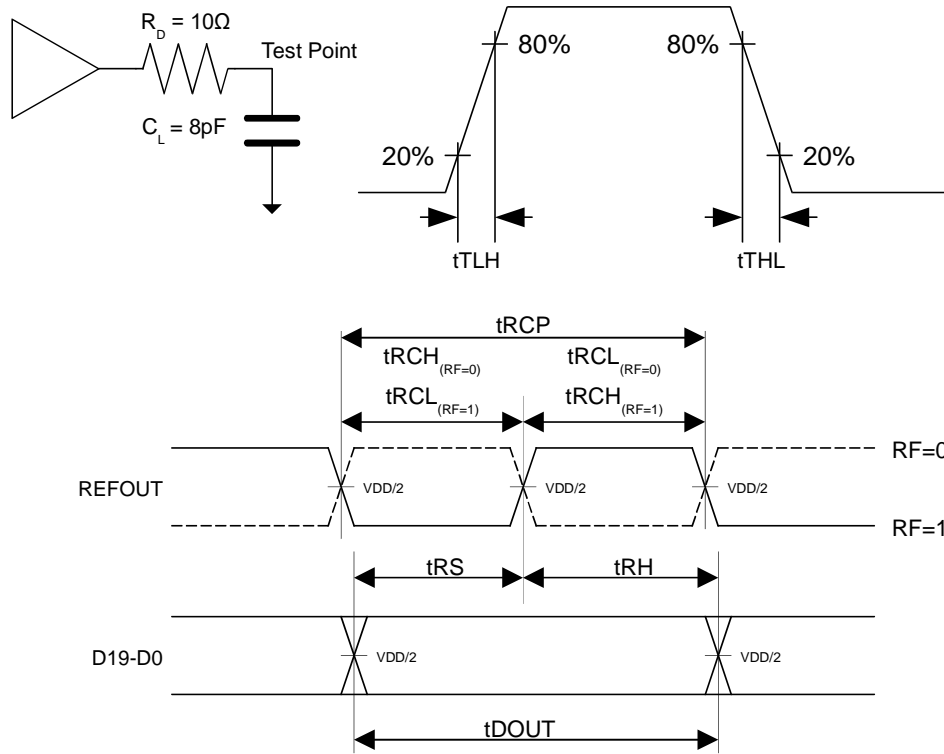 R_D = 10Ω
Test Point
C_L = 8pF
80%
80%
20%
20%
tTLH
tTHL
tRCP
tRCH(RF=0)
tRCL(RF=0)
tRCL(RF=1)
tRCH(RF=1)
RF=0
REFOUT
VDD/2
VDD/2
VDD/2
RF=1
tRS
tRH
D19-D0
VDD/2
VDD/2
tDOUT